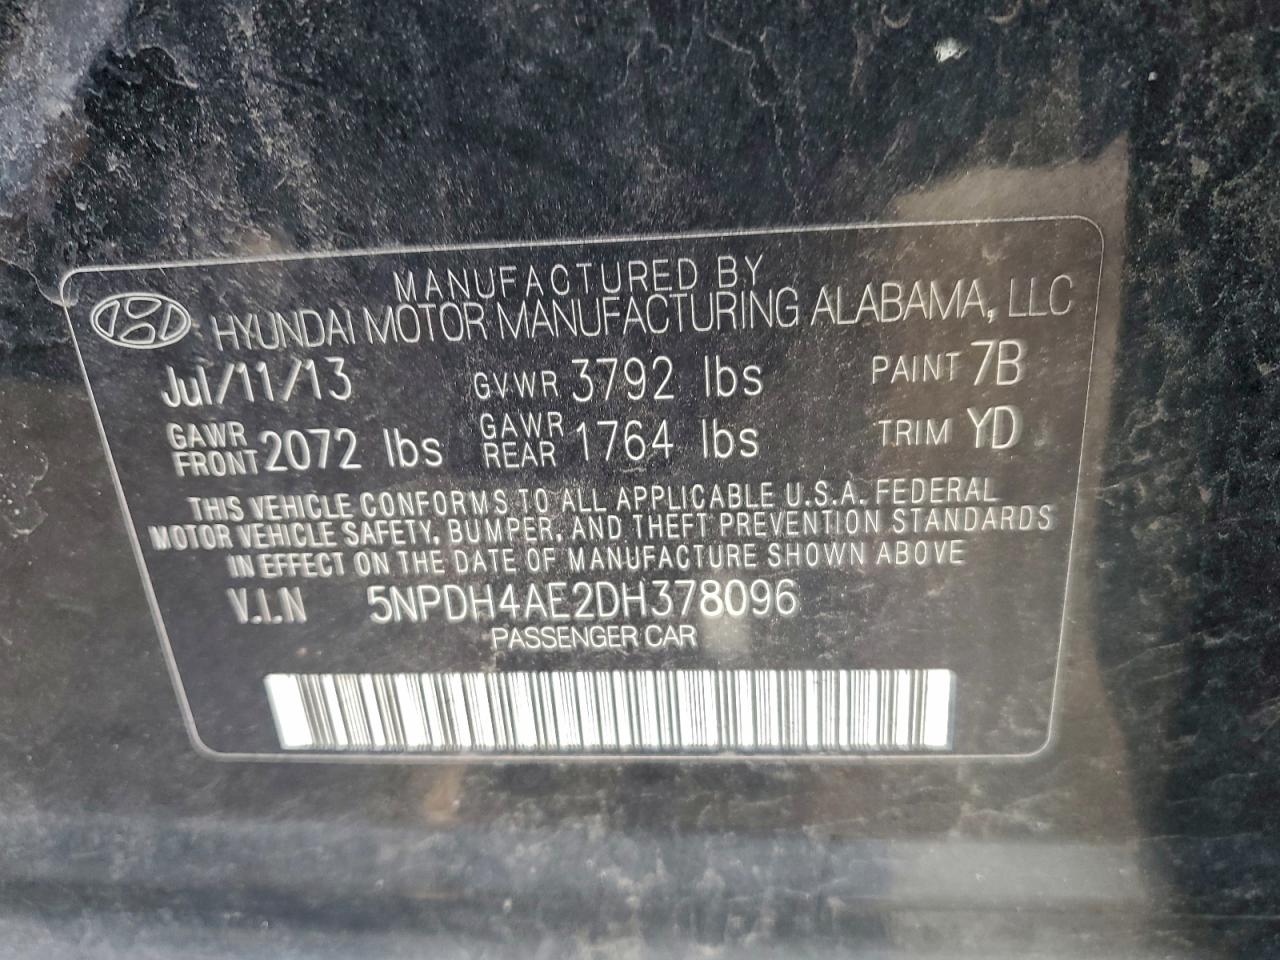 MANUFACTURED BY
HYUNDAI MOTOR MANUFACTURING ALABAMA, LLC
Jul/11/13 GVWR 3792 lbs PAINT 7B
GAWR FRONT 2072 lbs GAWR REAR 1764 lbs TRIM YD
THIS VEHICLE CONFORMS TO ALL APPLICABLE U.S.A. FEDERAL
MOTOR VEHICLE SAFETY, BUMPER, AND THEFT PREVENTION STANDARDS
IN EFFECT ON THE DATE OF MANUFACTURE SHOWN ABOVE
V.I.N 5NPDH4AE2DH378096
PASSENGER CAR